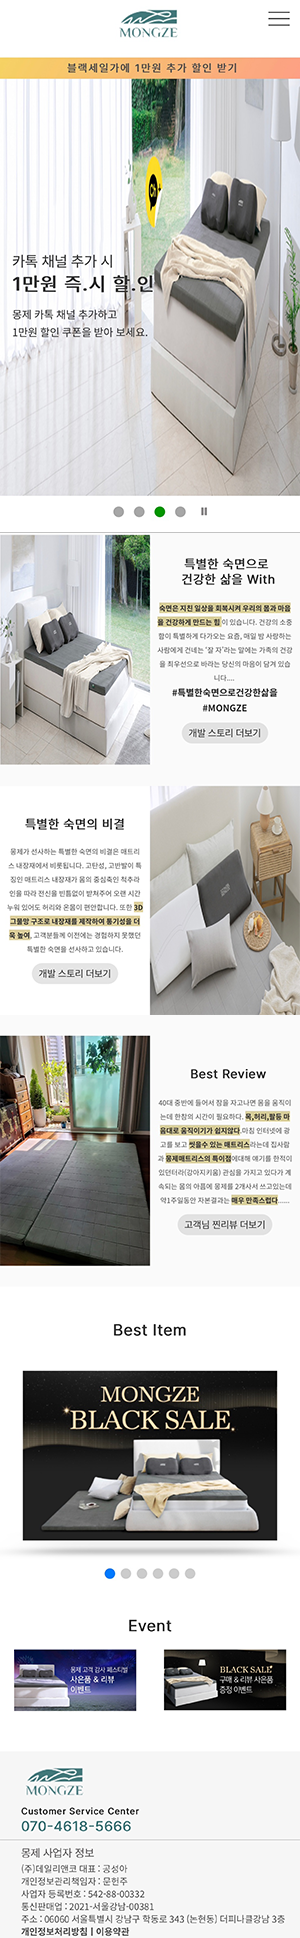 MONGZE
블랙세일가에 1만원 추가 할인 받기
Ch
카톡 채널 추가 시
1만원 즉.시 할.인
몽제 카톡 채널 추가하고
1만원 할인 쿠폰을 받아 보세요.
특별한 숙면으로
건강한 삶을 With
숙면은 지친 일상을 회복시켜 우리의 몸과 마음
을 건강하게 만드는 힘이 있습니다. 건강의 소중
함이 특별하게 다가오는 요즘, 매일 밤 사랑하는
사람에게 건네는 '잘 자'라는 말에는 가족의 건강
을 최우선으로 바라는 당신의 마음이 담겨 있습
니다....
#특별한숙면으로건강한삶을
#MONGZE
개발 스토리 더보기
특별한 숙면의 비결
몽제가 선사하는 특별한 숙면의 비결은 매트리
스 내장재에서 비롯됩니다. 고탄성, 고반발이 특
징인 매트리스 내장재가 몸의 중심축인 척추라
인을 따라 전신을 빈틈없이 받쳐주어 오랜 시간
누워 있어도 허리와 온몸이 편안합니다. 또한 3D
그물망 구조로 내장재를 제작하여 통기성을 더
욱 높여, 고객분들께 이전에는 경험하지 못했던
특별한 숙면을 선사하고 있습니다.
개발 스토리 더보기
Best Review
40대 중반에 들어서 잠을 자고나면 몸을 움직이
는데 한참의 시간이 필요하다. 목,허리,팔등 마
음대로 움직이기가 쉽지않다.마침 인터넷에 광
고를 보고 씻을수 있는 매트리스라는데 집사람
과 몽제매트리스의 특이점에대해 얘기를 한적이
있던터라(강아지키움) 관심을 가지고 있다가 계
속되는 몸의 아픔에 몽제를 2개사서 쓰고있는데
약1주일동안 자본결과는 매우 만족스럽다......
고객님 찐리뷰 더보기
Best Item
MONGZE
BLACK SALE
Event
몽제 고객 감사 페스티벌
사은품 & 리뷰
이벤트
BLACK SALE
구매 & 리뷰 사은품
증정 이벤트
MONGZE
Customer Service Center
070-4618-5666
몽제 사업자 정보
(주)데일리앤코 대표 : 공성아
개인정보관리책임자 : 문헌주
사업자 등록번호 : 542-88-00332
통신판매업 : 2021-서울강남-00381
주소 : 06060 서울특별시 강남구 학동로 343 (논현동) 더피나클강남 3층
개인정보처리방침 | 이용약관